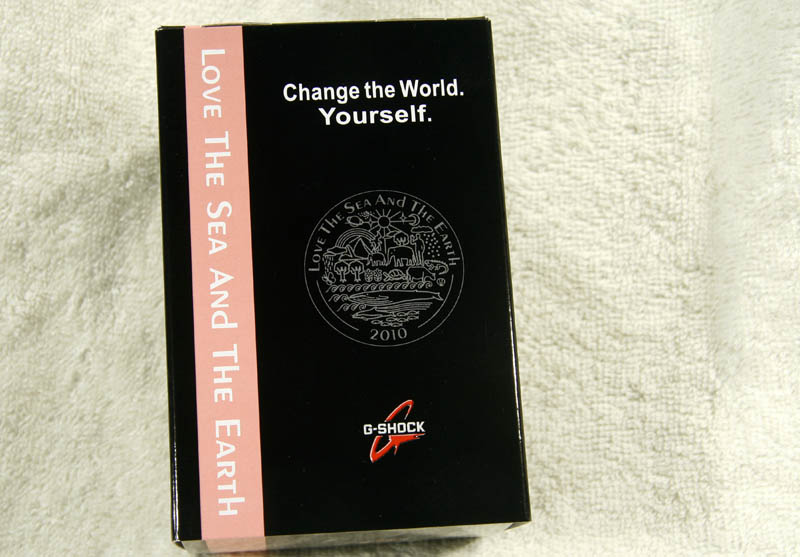 LOVE THE SEA AND THE EARTH
Change the World.
Yourself.
LOVE THE SEA AND THE EARTH
2010
G-SHOCK